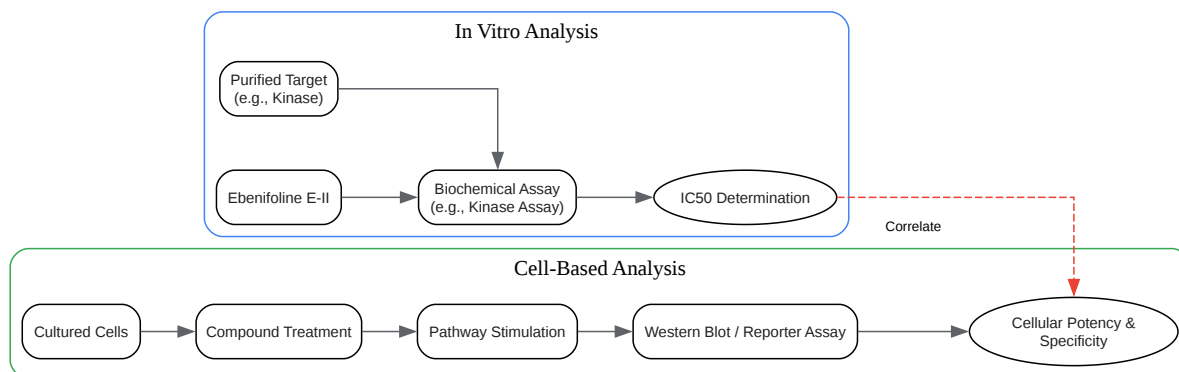 In Vitro Analysis
Purified Target
(e.g., Kinase)
Ebenifoline E-II
Biochemical Assay
(e.g., Kinase Assay)
IC50 Determination
Correlate
Cell-Based Analysis
Cultured Cells
Compound Treatment
Pathway Stimulation
Western Blot / Reporter Assay
Cellular Potency &
Specificity